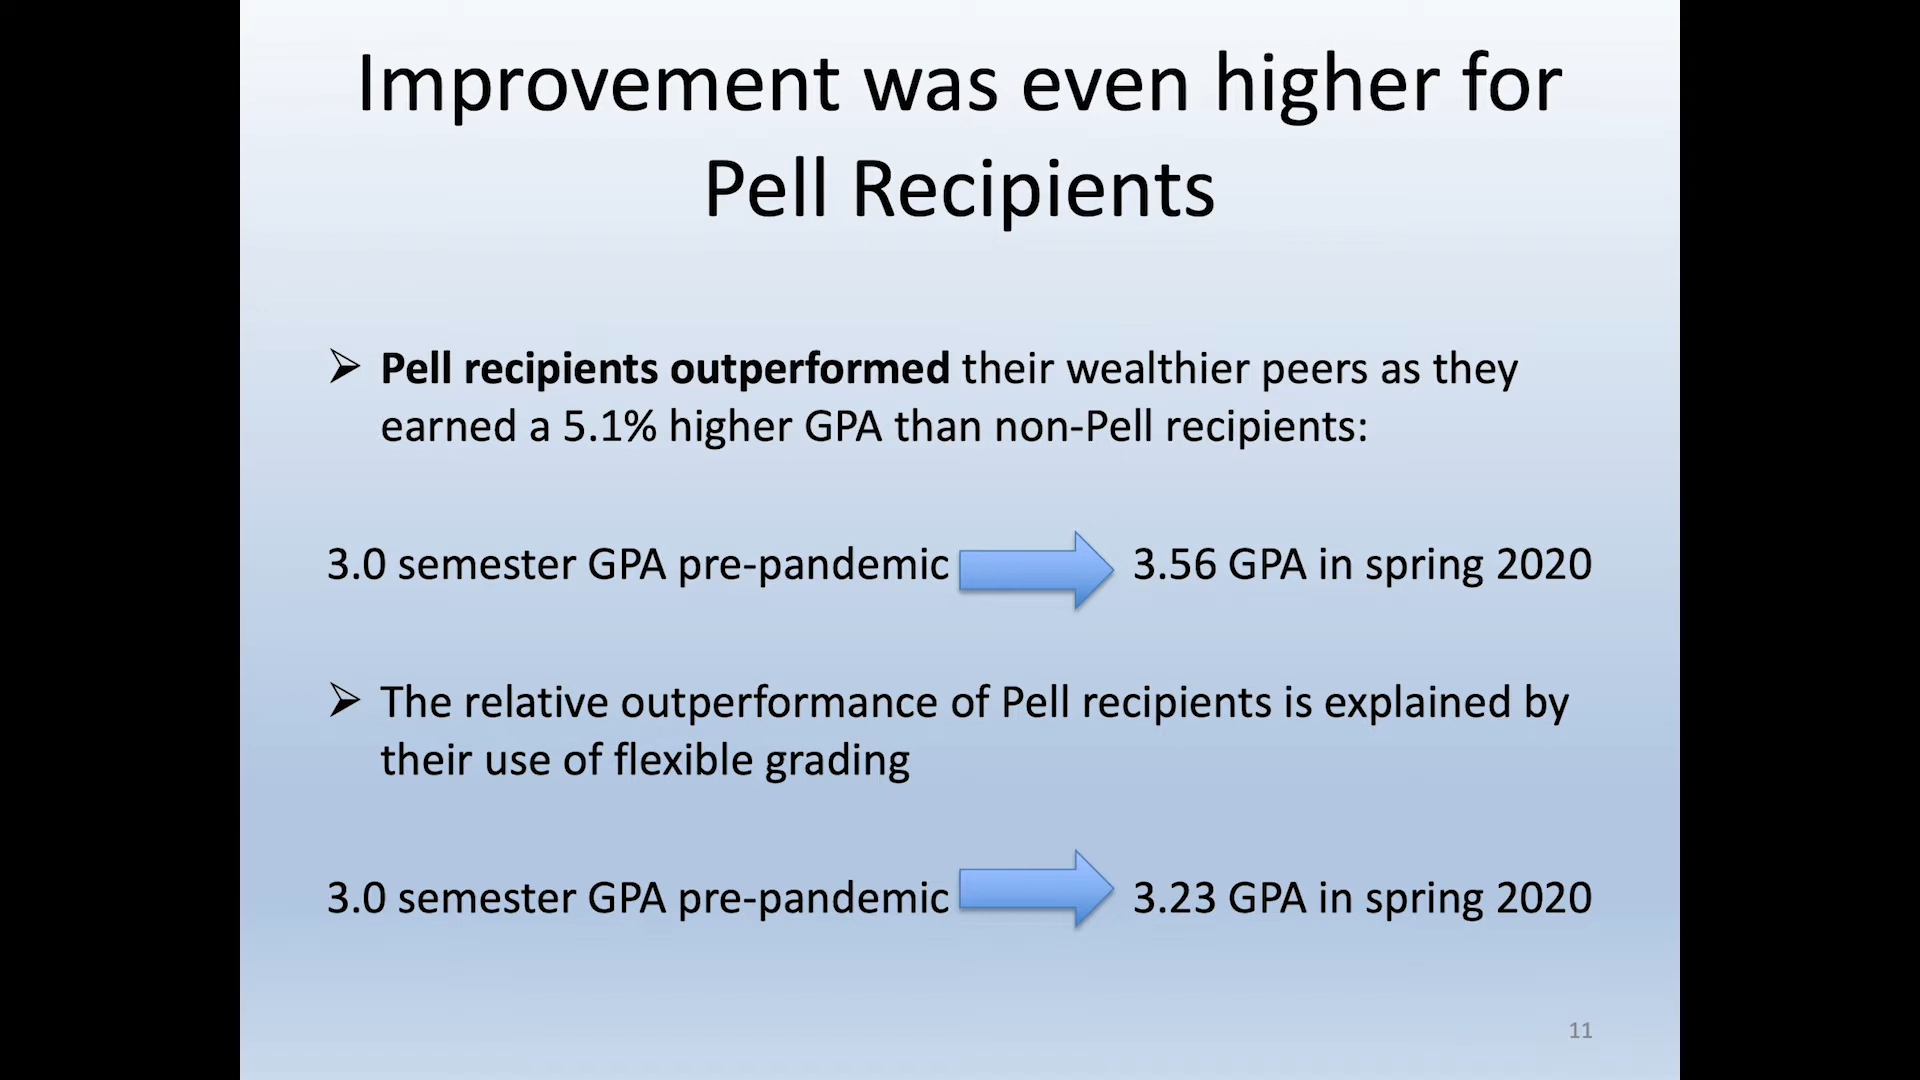 Improvement was even higher for
Pell Recipients
➢ Pell recipients outperformed their wealthier peers as they
earned a 5.1% higher GPA than non-Pell recipients:
3.0 semester GPA pre-pandemic 3.56 GPA in spring 2020
➢ The relative outperformance of Pell recipients is explained by
their use of flexible grading
3.0 semester GPA pre-pandemic 3.23 GPA in spring 2020
11